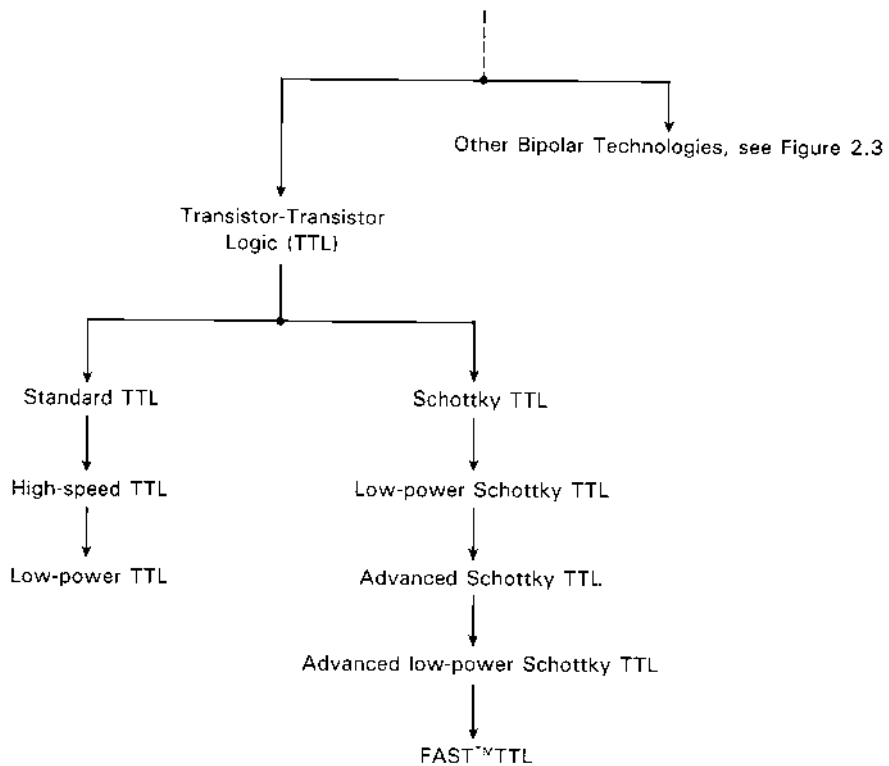 Other Bipolar Technologies, see Figure 2.3
Transistor-Transistor
Logic (TTL)
Standard TTL
Schottky TTL
High-speed TTL
Low-power Schottky TTL
Low-power TTL
Advanced Schottky TTL
Advanced low-power Schottky TTL
FAST™TTL